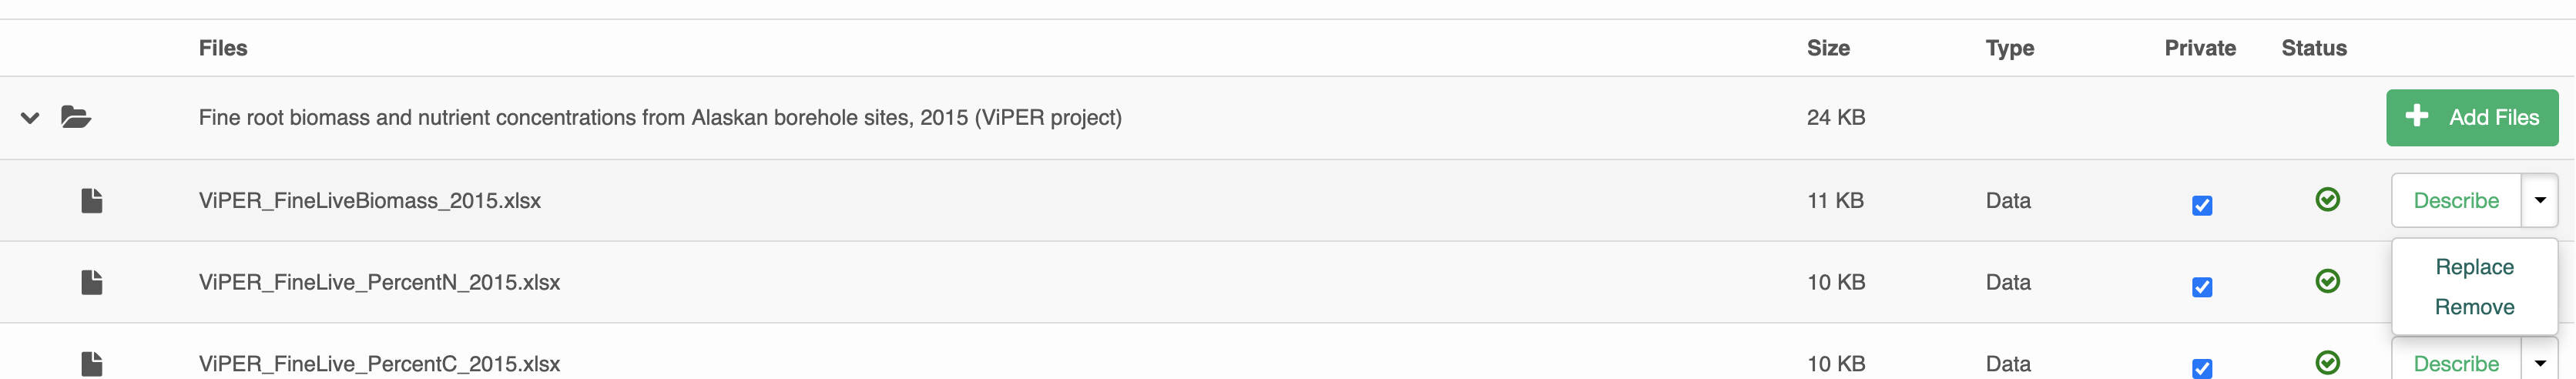 Files Size Type Private Status
Fine root biomass and nutrient concentrations from Alaskan borehole sites, 2015 (ViPER project) 24 KB Add Files
ViPER_FineLiveBiomass_2015.xlsx 11 KB Data Describe
Replace
ViPER_FineLive_PercentN_2015.xlsx 10 KB Data
Remove
ViPER_FineLive_PercentC_2015.xlsx 10 KB Data Describe